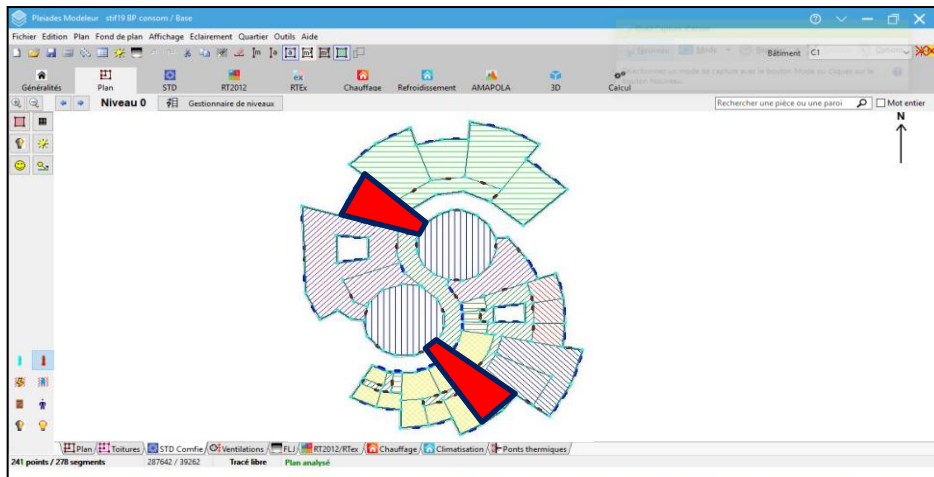 Pleiades Modeleur stif19 BP consom / Base
Fichier Edition Plan Fond de plan Affichage Eclairement Quartier Outils Aide
Bâtiment C1
Généralités Plan STD RT2012 RTEx Chauffage Refroidissement AMAPOLA 3D Calcul
Niveau 0 Gestionnaire de niveaux Rechercher une pièce ou une paroi Mot entier
N
Plan Toitures STD Comfie Ventilations FLJ RT2012/RTex Chauffage Climatisation Ponts thermiques
241 points / 278 segments 287642 / 39262 Tracé libre Plan analysé